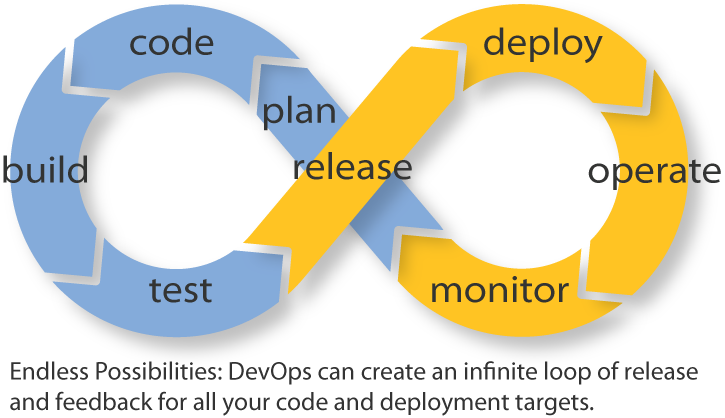 code
deploy
plan
release
build
operate
test
monitor
Endless Possibilities: DevOps can create an infinite loop of release
and feedback for all your code and deployment targets.